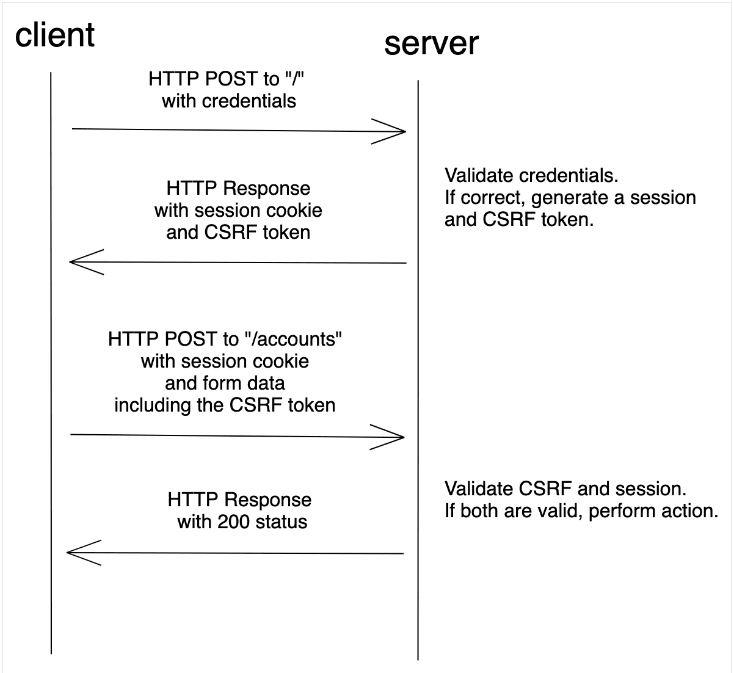 client
server
HTTP POST to "/"
with credentials
Validate credentials.
If correct, generate a session
and CSRF token.
HTTP Response
with session cookie
and CSRF token
HTTP POST to "/accounts"
with session cookie
and form data
including the CSRF token
Validate CSRF and session.
If both are valid, perform action.
HTTP Response
with 200 status